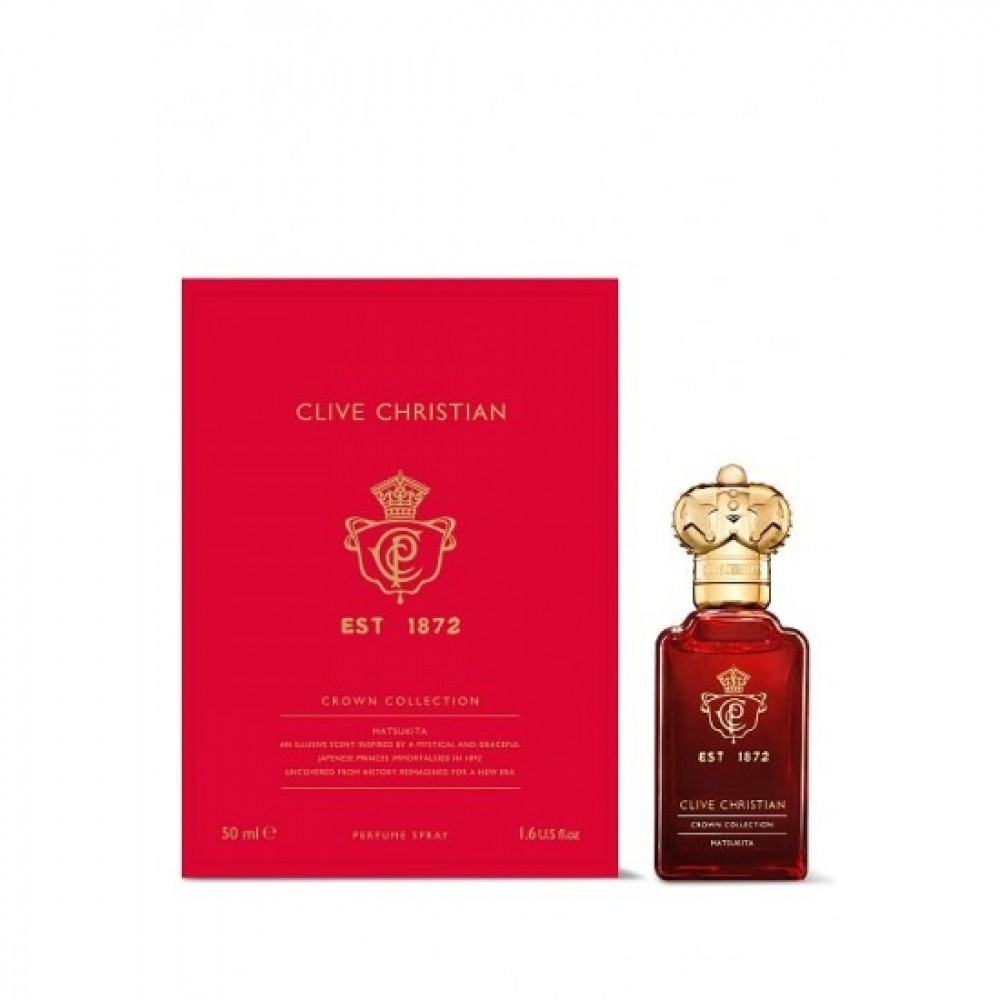 CLIVE CHRISTIAN
EST 1872
CROWN COLLECTION
MATSUKITA
AN ILLUSIVE SCENT INSPIRED BY A MYSTICAL AND GRACEFUL
JAPENESE PRINCES IMMORTALISED IN 1892
UNCOVERED FROM HISTORY REIMAGINED FOR A NEW ERA
50 ml ℮
PERFUME SPRAY
1.6 U.S fl.oz
EST 1872
CLIVE CHRISTIAN
CROWN COLLECTION
MATSUKITA